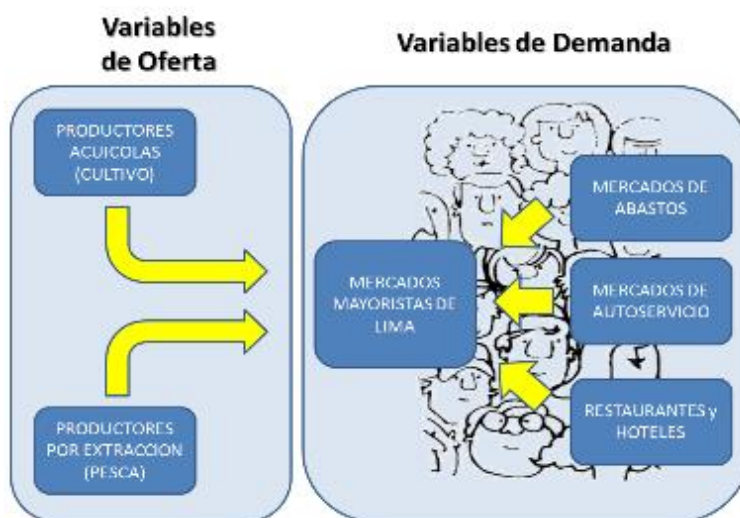 Variables
de Oferta
Variables de Demanda
PRODUCTORES
ACUICOLAS
(CULTIVO)
PRODUCTORES
POR EXTRACCION
(PESCA)
MERCADOS
MAYORISTAS DE
LIMA
MERCADOS DE
ABASTOS
MERCADOS DE
AUTOSERVICIO
RESTAURANTES y
HOTELES